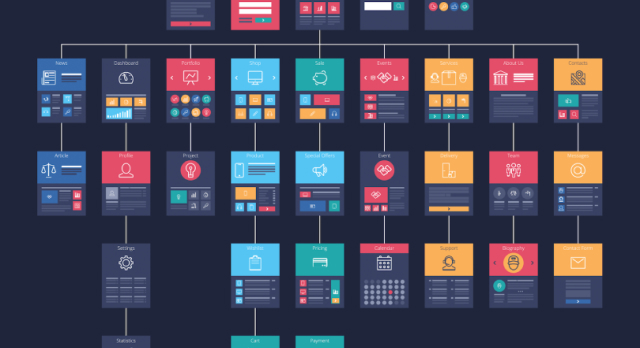 News Dashboard Portfolio Shop Sale Events Services About Us Contacts
Article Profile Project Product Special Offers Event Delivery Team Messages
Settings Wishlist Pricing Calendar Support Biography Contact Form
Statistics Cart Payment